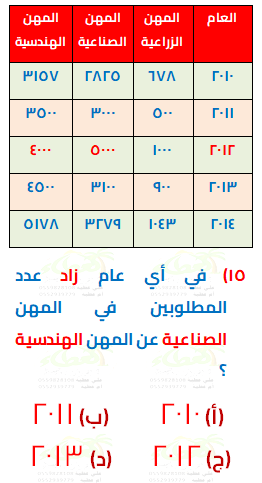 العام | المهن الزراعية | المهن الصناعية | المهن الهندسية
٢٠١٠ | ٦٧٨ | ٢٨٢٥ | ٣١٥٧
٢٠١١ | ٥٠٠ | ٣٠٠٠ | ٣٥٠٠
٢٠١٢ | ١٠٠٠ | ٥٠٠٠ | ٤٠٠٠
٢٠١٣ | ٩٠٠ | ٣١٠٠ | ٤٥٠٠
٢٠١٤ | ١٠٤٣ | ٣٢٧٩ | ٥١٧٨
١٥) في أي عام زاد عدد
المطلوبين في المهن
الصناعية عن المهن الهندسية
؟
(أ) ٢٠١٠ (ب) ٢٠١١
(ج) ٢٠١٢ (د) ٢٠١٣